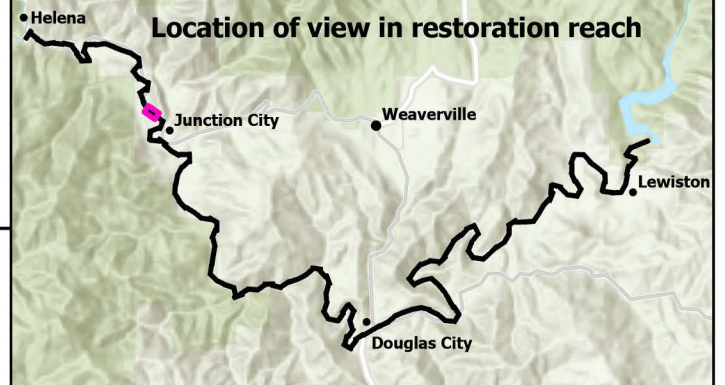 Helena
Location of view in restoration reach
Junction City
Weaverville
Lewiston
Douglas City